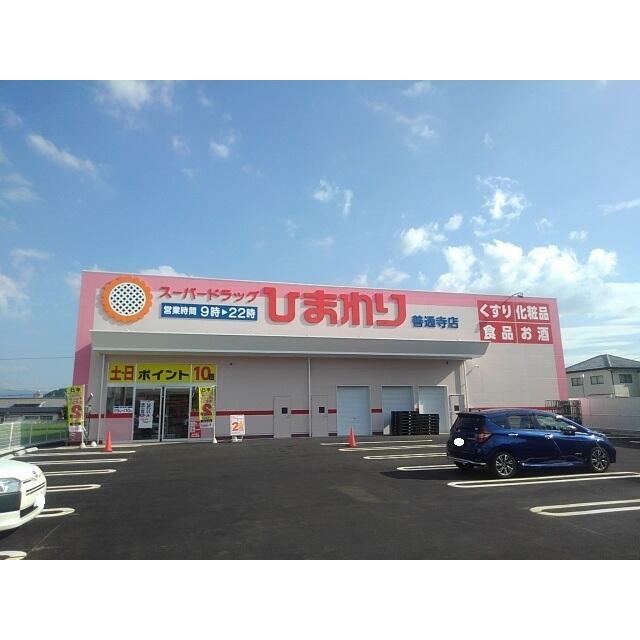 スーパードラッグ
ひまわり
営業時間 9時▶22時
善通寺店
くすり 化粧品
食品 お酒
土日 ポイント 10倍